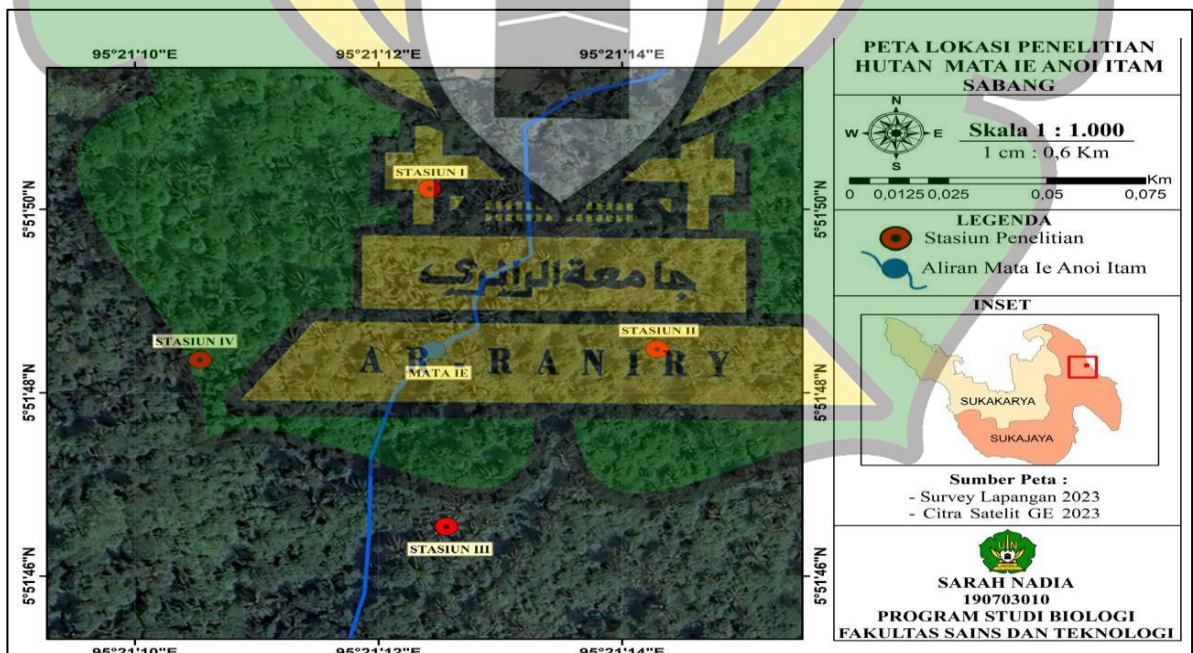 95°21'10"E
95°21'12"E
95°21'14"E
5°51'50"N
5°51'48"N
5°51'46"N
STASIUN I
جامعة الرانري
STASIUN II
STASIUN IV
AR-RANIRY
MATA IE
STASIUN III
5°51'50"N
5°51'48"N
5°51'46"N
95°21'10"E
95°21'12"E
95°21'14"E
PETA LOKASI PENELITIAN
HUTAN MATA IE ANOI ITAM
SABANG
N
W
E
S
Skala 1 : 1.000
1 cm : 0,6 Km
Km
0 0,0125 0,025 0,05 0,075
LEGENDA
Stasiun Penelitian
Aliran Mata Ie Anoi Itam
INSET
SUKAKARYA
SUKAJAYA
Sumber Peta :
- Survey Lapangan 2023
- Citra Satelit GE 2023
UIN
SARAH NADIA
190703010
PROGRAM STUDI BIOLOGI
FAKULTAS SAINS DAN TEKNOLOGI